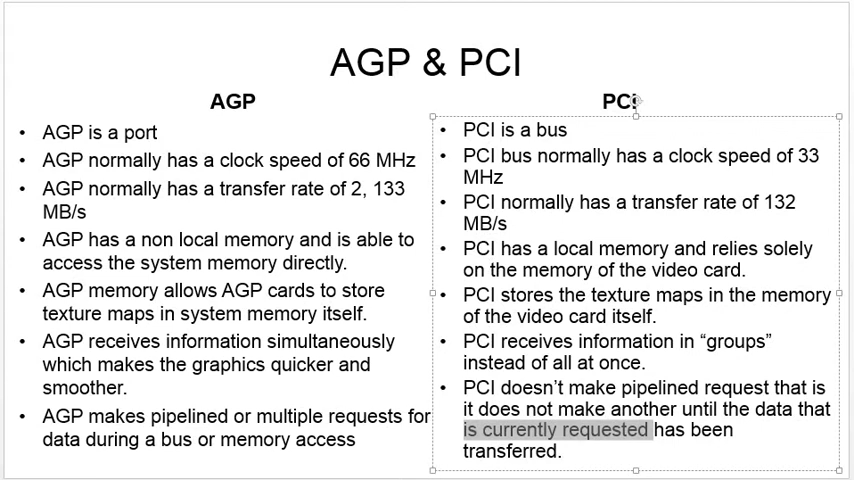 AGP & PCI
AGP
• AGP is a port
• AGP normally has a clock speed of 66 MHz
• AGP normally has a transfer rate of 2, 133
MB/s
• AGP has a non local memory and is able to
access the system memory directly.
• AGP memory allows AGP cards to store
texture maps in system memory itself.
• AGP receives information simultaneously
which makes the graphics quicker and
smoother.
• AGP makes pipelined or multiple requests for
data during a bus or memory access
PCI
• PCI is a bus
• PCI bus normally has a clock speed of 33
MHz
• PCI normally has a transfer rate of 132
MB/s
• PCI has a local memory and relies solely
on the memory of the video card.
• PCI stores the texture maps in the memory
of the video card itself.
• PCI receives information in “groups”
instead of all at once.
• PCI doesn’t make pipelined request that is
it does not make another until the data that
is currently requested has been
transferred.